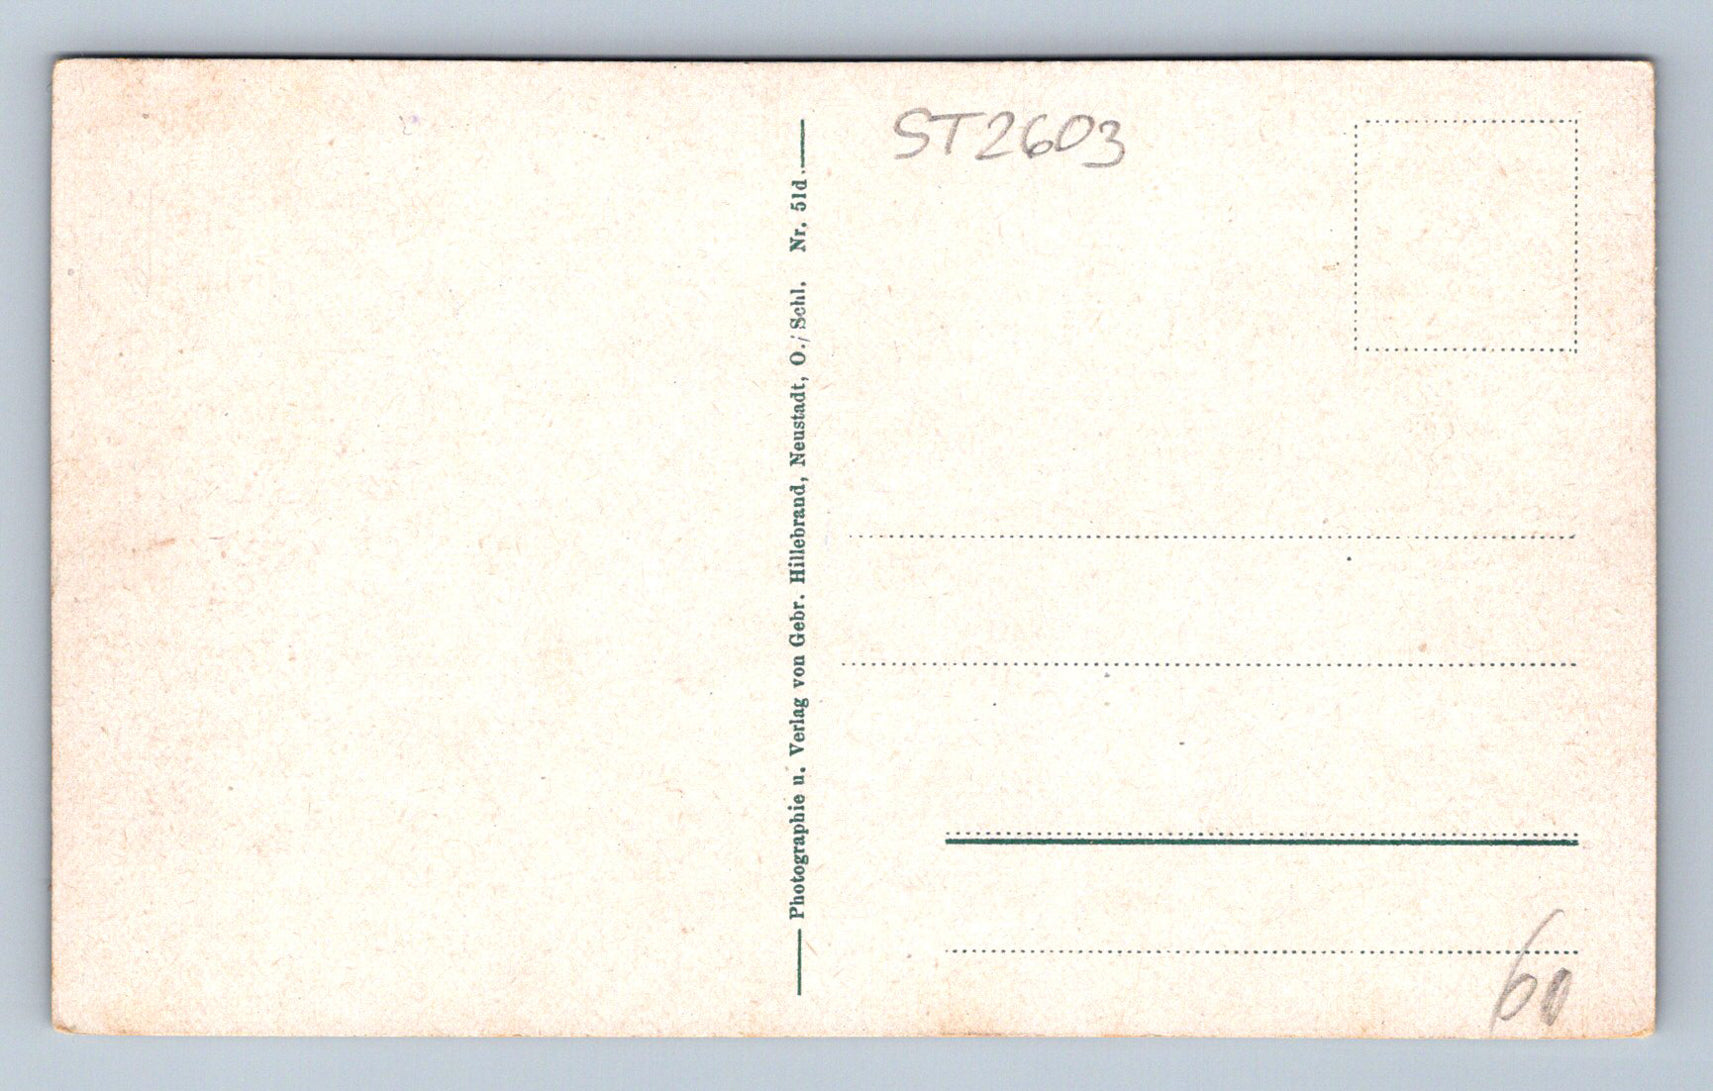 ST2603
Photographie u. Verlag von Gebr. Hillebrand, Neustadt, O./Schl. Nr. 51d.
60